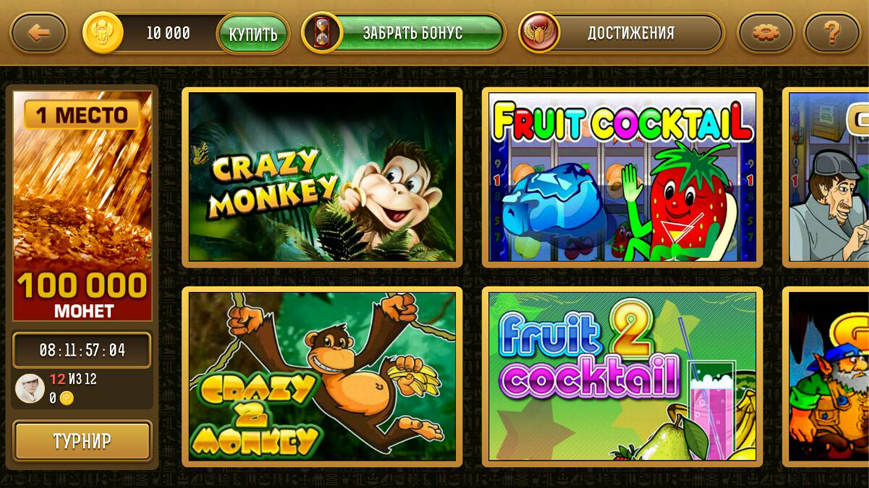 10 000
КУПИТЬ
ЗАБРАТЬ БОНУС
ДОСТИЖЕНИЯ
?
1 МЕСТО
100 000
МОНЕТ
08:11:57:04
12 ИЗ 12
0
ТУРНИР
CRAZY
MONKEY
FRUIT COCKTAIL
CRAZY
2
MONKEY
fruit 2
cocktail